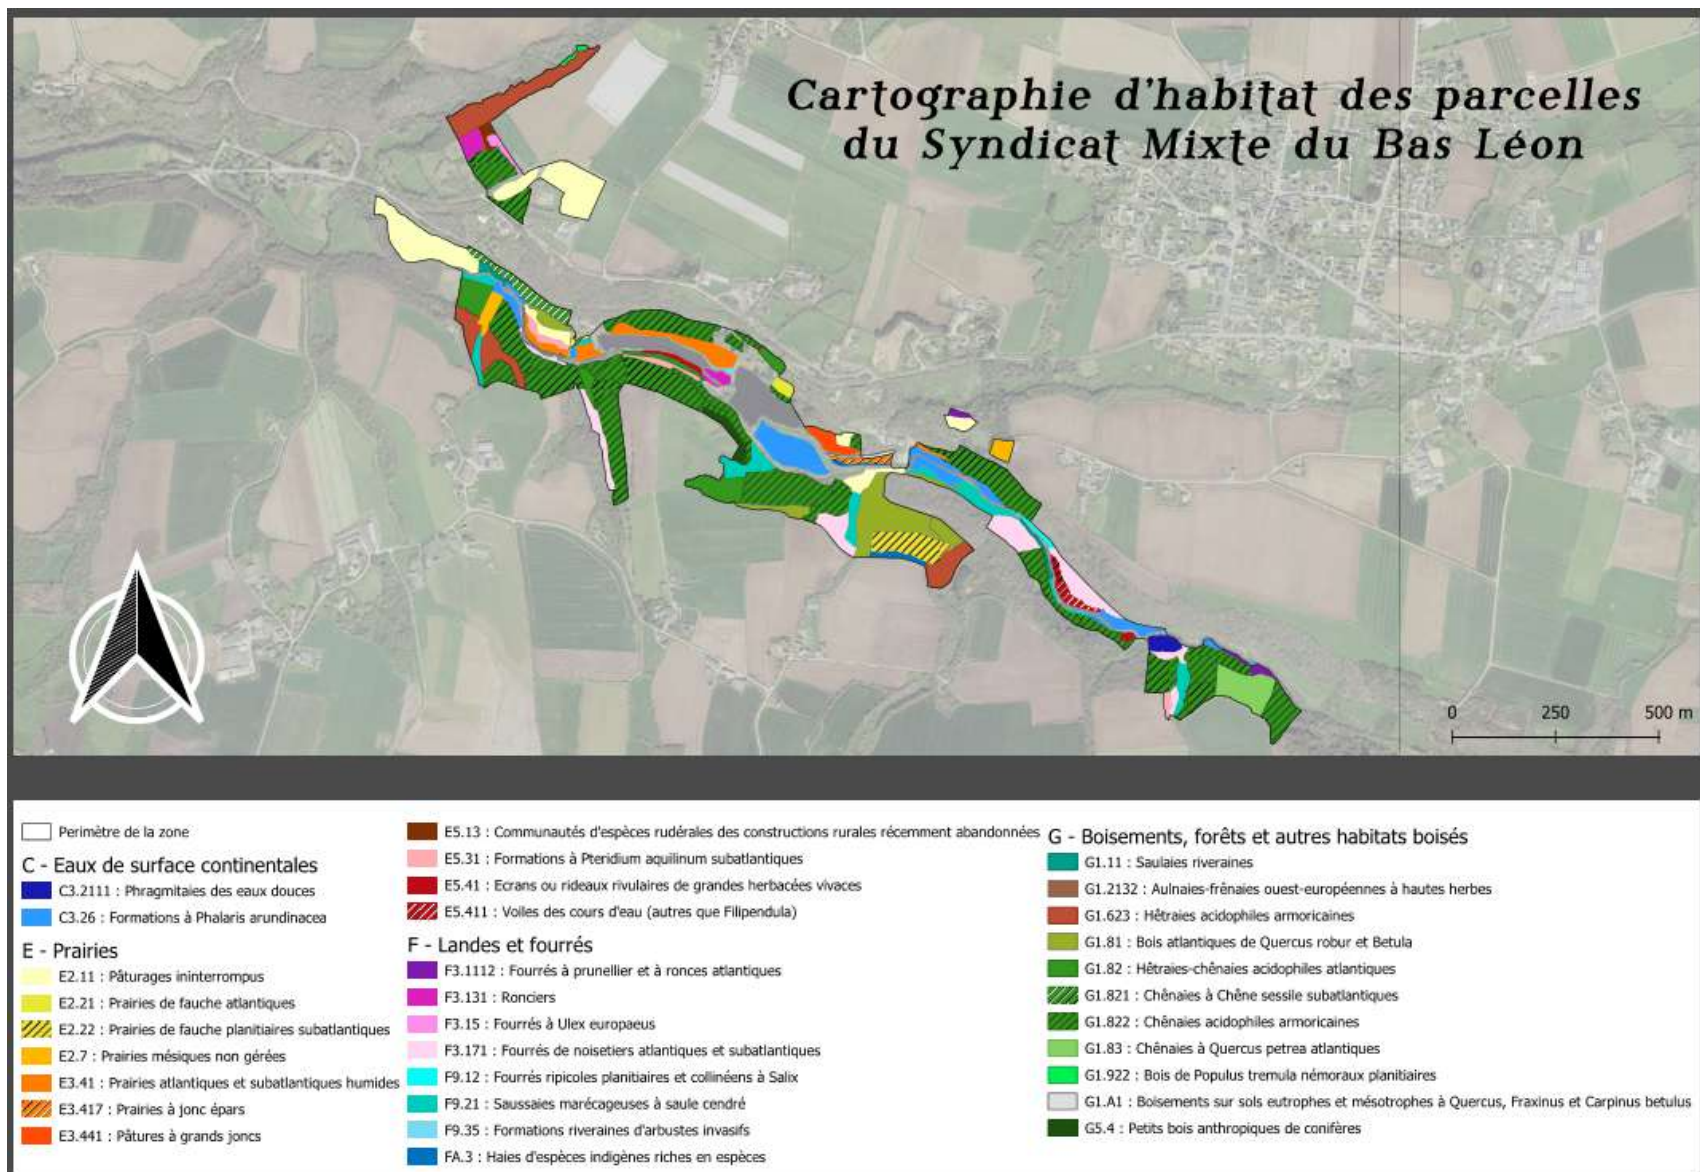 Cartographie d'habitat des parcelles
du Syndicat Mixte du Bas Léon
0 250 500 m
Perimètre de la zone
C - Eaux de surface continentales
C3.2111 : Phragmitaies des eaux douces
C3.26 : Formations à Phalaris arundinacea
E - Prairies
E2.11 : Pâturages ininterrompus
E2.21 : Prairies de fauche atlantiques
E2.22 : Prairies de fauche planitiaires subatlantiques
E2.7 : Prairies mésiques non gérées
E3.41 : Prairies atlantiques et subatlantiques humides
E3.417 : Prairies à jonc épars
E3.441 : Pâtures à grands joncs
E5.13 : Communautés d'espèces rudérales des constructions rurales récemment abandonnées
E5.31 : Formations à Pteridium aquilinum subatlantiques
E5.41 : Ecrans ou rideaux rivulaires de grandes herbacées vivaces
E5.411 : Voiles des cours d'eau (autres que Filipendula)
F - Landes et fourrés
F3.1112 : Fourrés à prunellier et à ronces atlantiques
F3.131 : Ronciers
F3.15 : Fourrés à Ulex europaeus
F3.171 : Fourrés de noisetiers atlantiques et subatlantiques
F9.12 : Fourrés ripicoles planitiaires et collinéens à Salix
F9.21 : Saussaies marécageuses à saule cendré
F9.35 : Formations riveraines d'arbustes invasifs
FA.3 : Haies d'espèces indigènes riches en espèces
G - Boisements, forêts et autres habitats boisés
G1.11 : Saulaies riveraines
G1.2132 : Aulnaies-frênaies ouest-européennes à hautes herbes
G1.623 : Hêtraies acidophiles armoricaines
G1.81 : Bois atlantiques de Quercus robur et Betula
G1.82 : Hêtraies-chênaies acidophiles atlantiques
G1.821 : Chênaies à Chêne sessile subatlantiques
G1.822 : Chênaies acidophiles armoricaines
G1.83 : Chênaies à Quercus petrea atlantiques
G1.922 : Bois de Populus tremula némoraux planitiaires
G1.A1 : Boisements sur sols eutrophes et mésotrophes à Quercus, Fraxinus et Carpinus betulus
G5.4 : Petits bois anthropiques de conifères